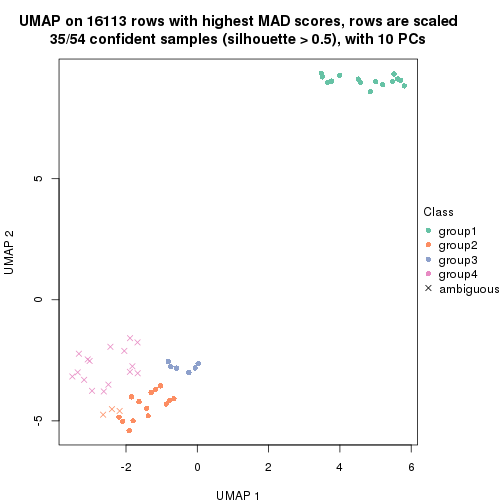 UMAP on 16113 rows with highest MAD scores, rows are scaled
35/54 confident samples (silhouette > 0.5), with 10 PCs
UMAP 2
5
0
-5
-2
0
2
4
6
UMAP 1
Class
group1
group2
group3
group4
ambiguous